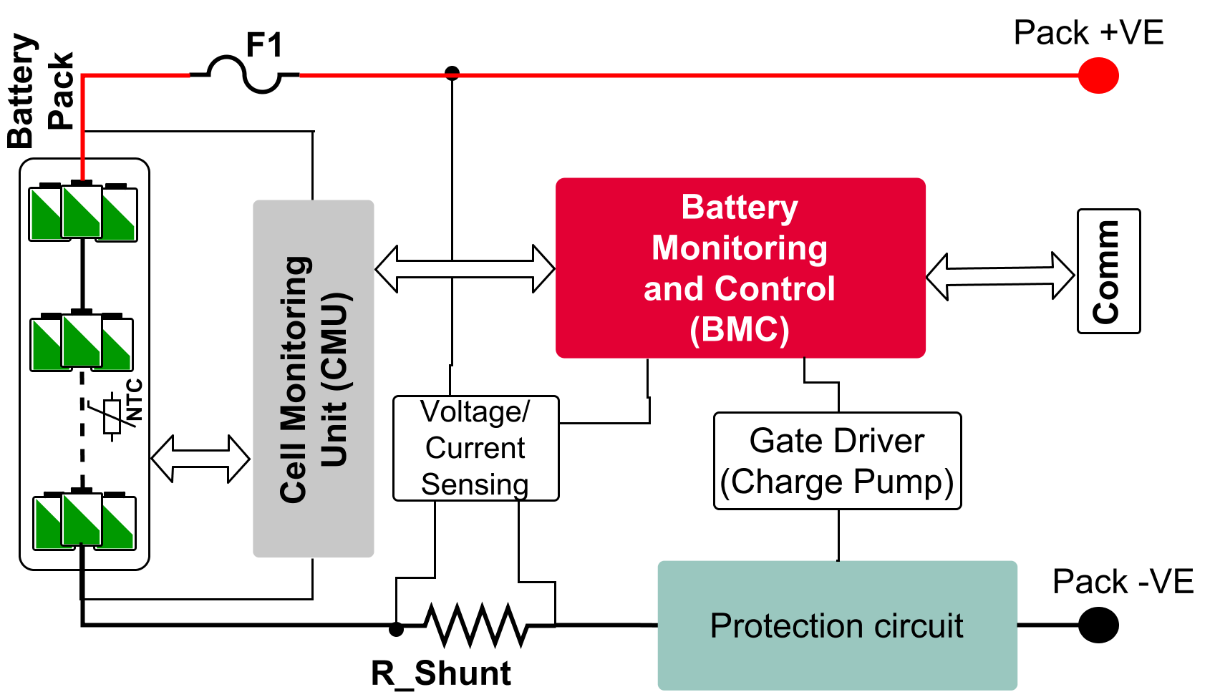 Battery
Pack
F1
Pack +VE
Battery
Monitoring
and Control
(BMC)
Comm
Cell Monitoring
Unit (CMU)
NTC
Voltage/
Current
Sensing
Gate Driver
(Charge Pump)
Pack -VE
Protection circuit
R_Shunt